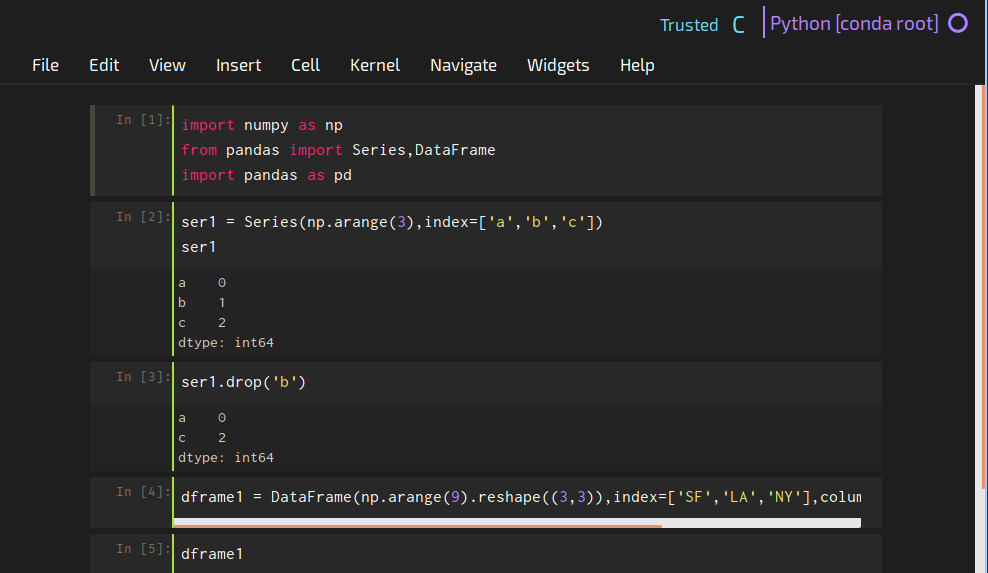 Trusted C Python [conda root]
File Edit View Insert Cell Kernel Navigate Widgets Help
In [1]: import numpy as np
from pandas import Series,DataFrame
import pandas as pd
In [2]: ser1 = Series(np.arange(3),index=['a','b','c'])
ser1
a    0
b    1
c    2
dtype: int64
In [3]: ser1.drop('b')
a    0
c    2
dtype: int64
In [4]: dframe1 = DataFrame(np.arange(9).reshape((3,3)),index=['SF','LA','NY'],colum
In [5]: dframe1